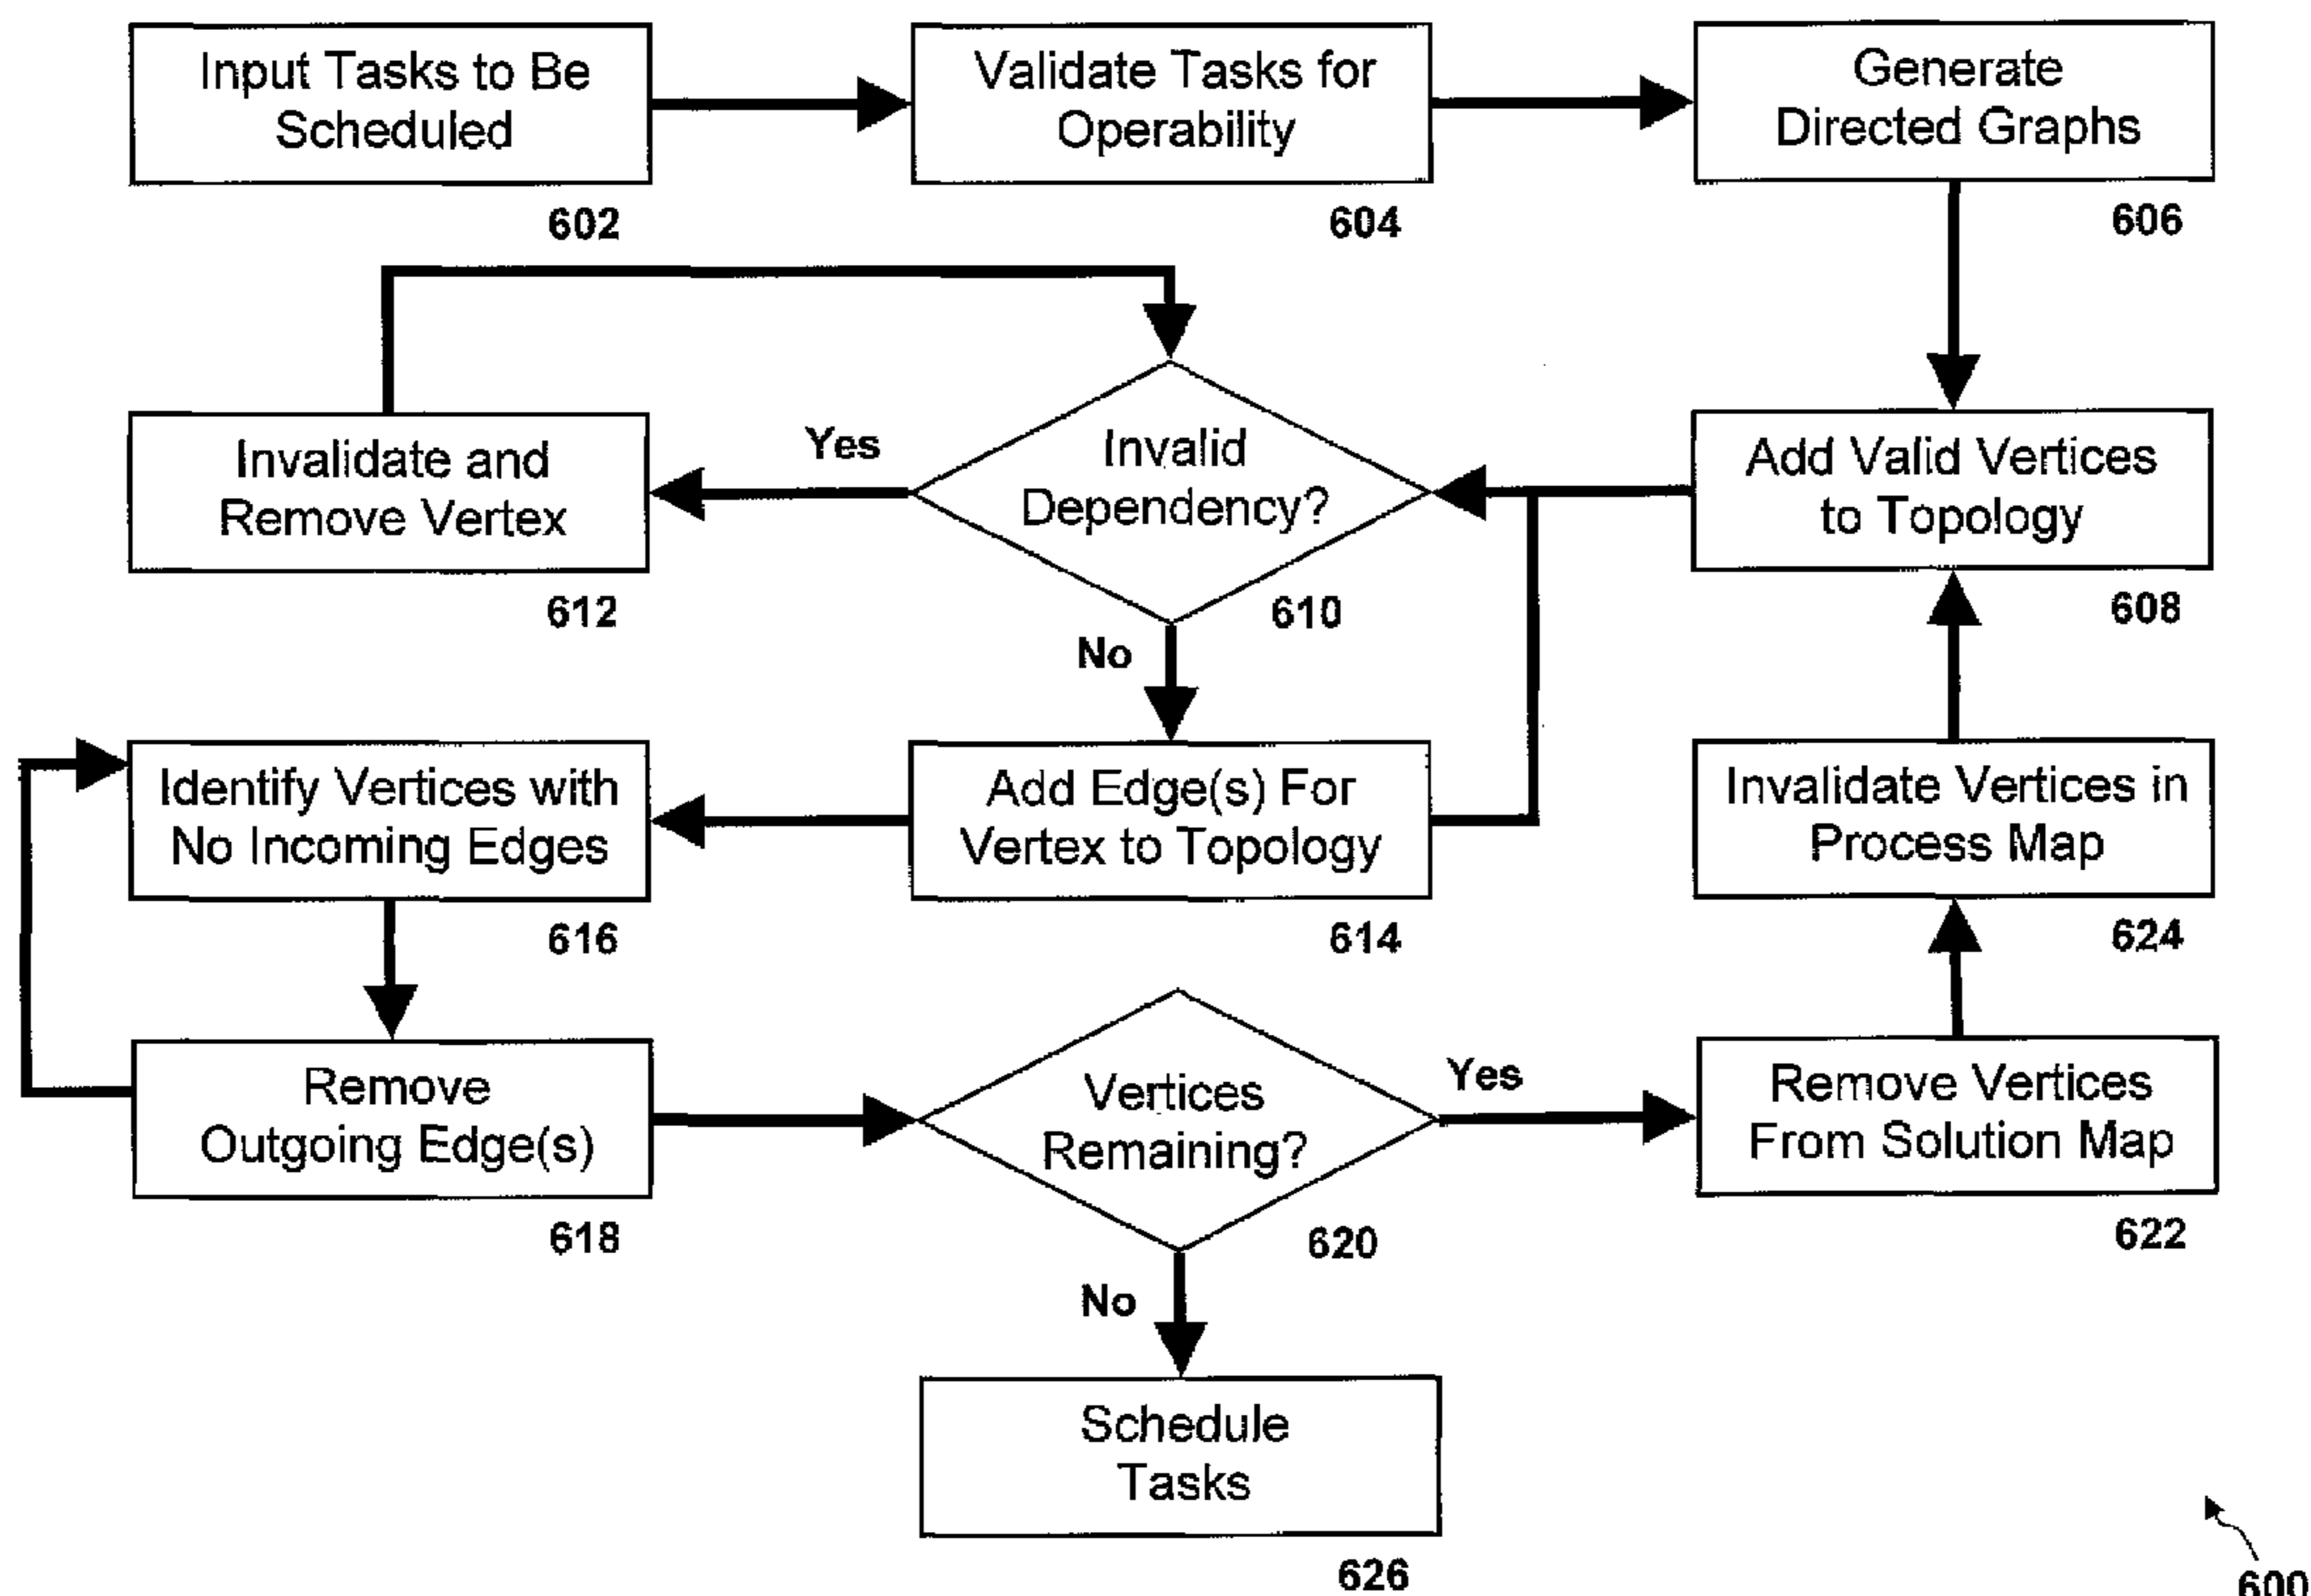 Input Tasks to Be
Scheduled
602
Validate Tasks for
Operability
604
Generate
Directed Graphs
606
Invalidate and
Remove Vertex
612
Yes
Invalid
Dependency?
610
No
Add Valid Vertices
to Topology
608
Identify Vertices with
No Incoming Edges
616
Add Edge(s) For
Vertex to Topology
614
Invalidate Vertices in
Process Map
624
Remove
Outgoing Edge(s)
618
Vertices
Remaining?
620
Yes
No
Remove Vertices
From Solution Map
622
Schedule
Tasks
626
600